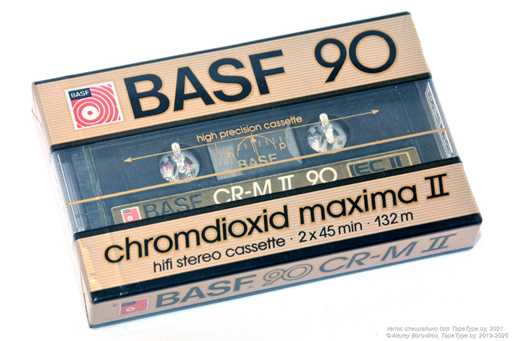 BASF
BASF 90
high precision cassette
BASF
CR-M II 90
IEC II
BASF
chromdioxid maxima II
hifi stereo cassette · 2 x 45 min · 132 m
BASF 90 CR-M II